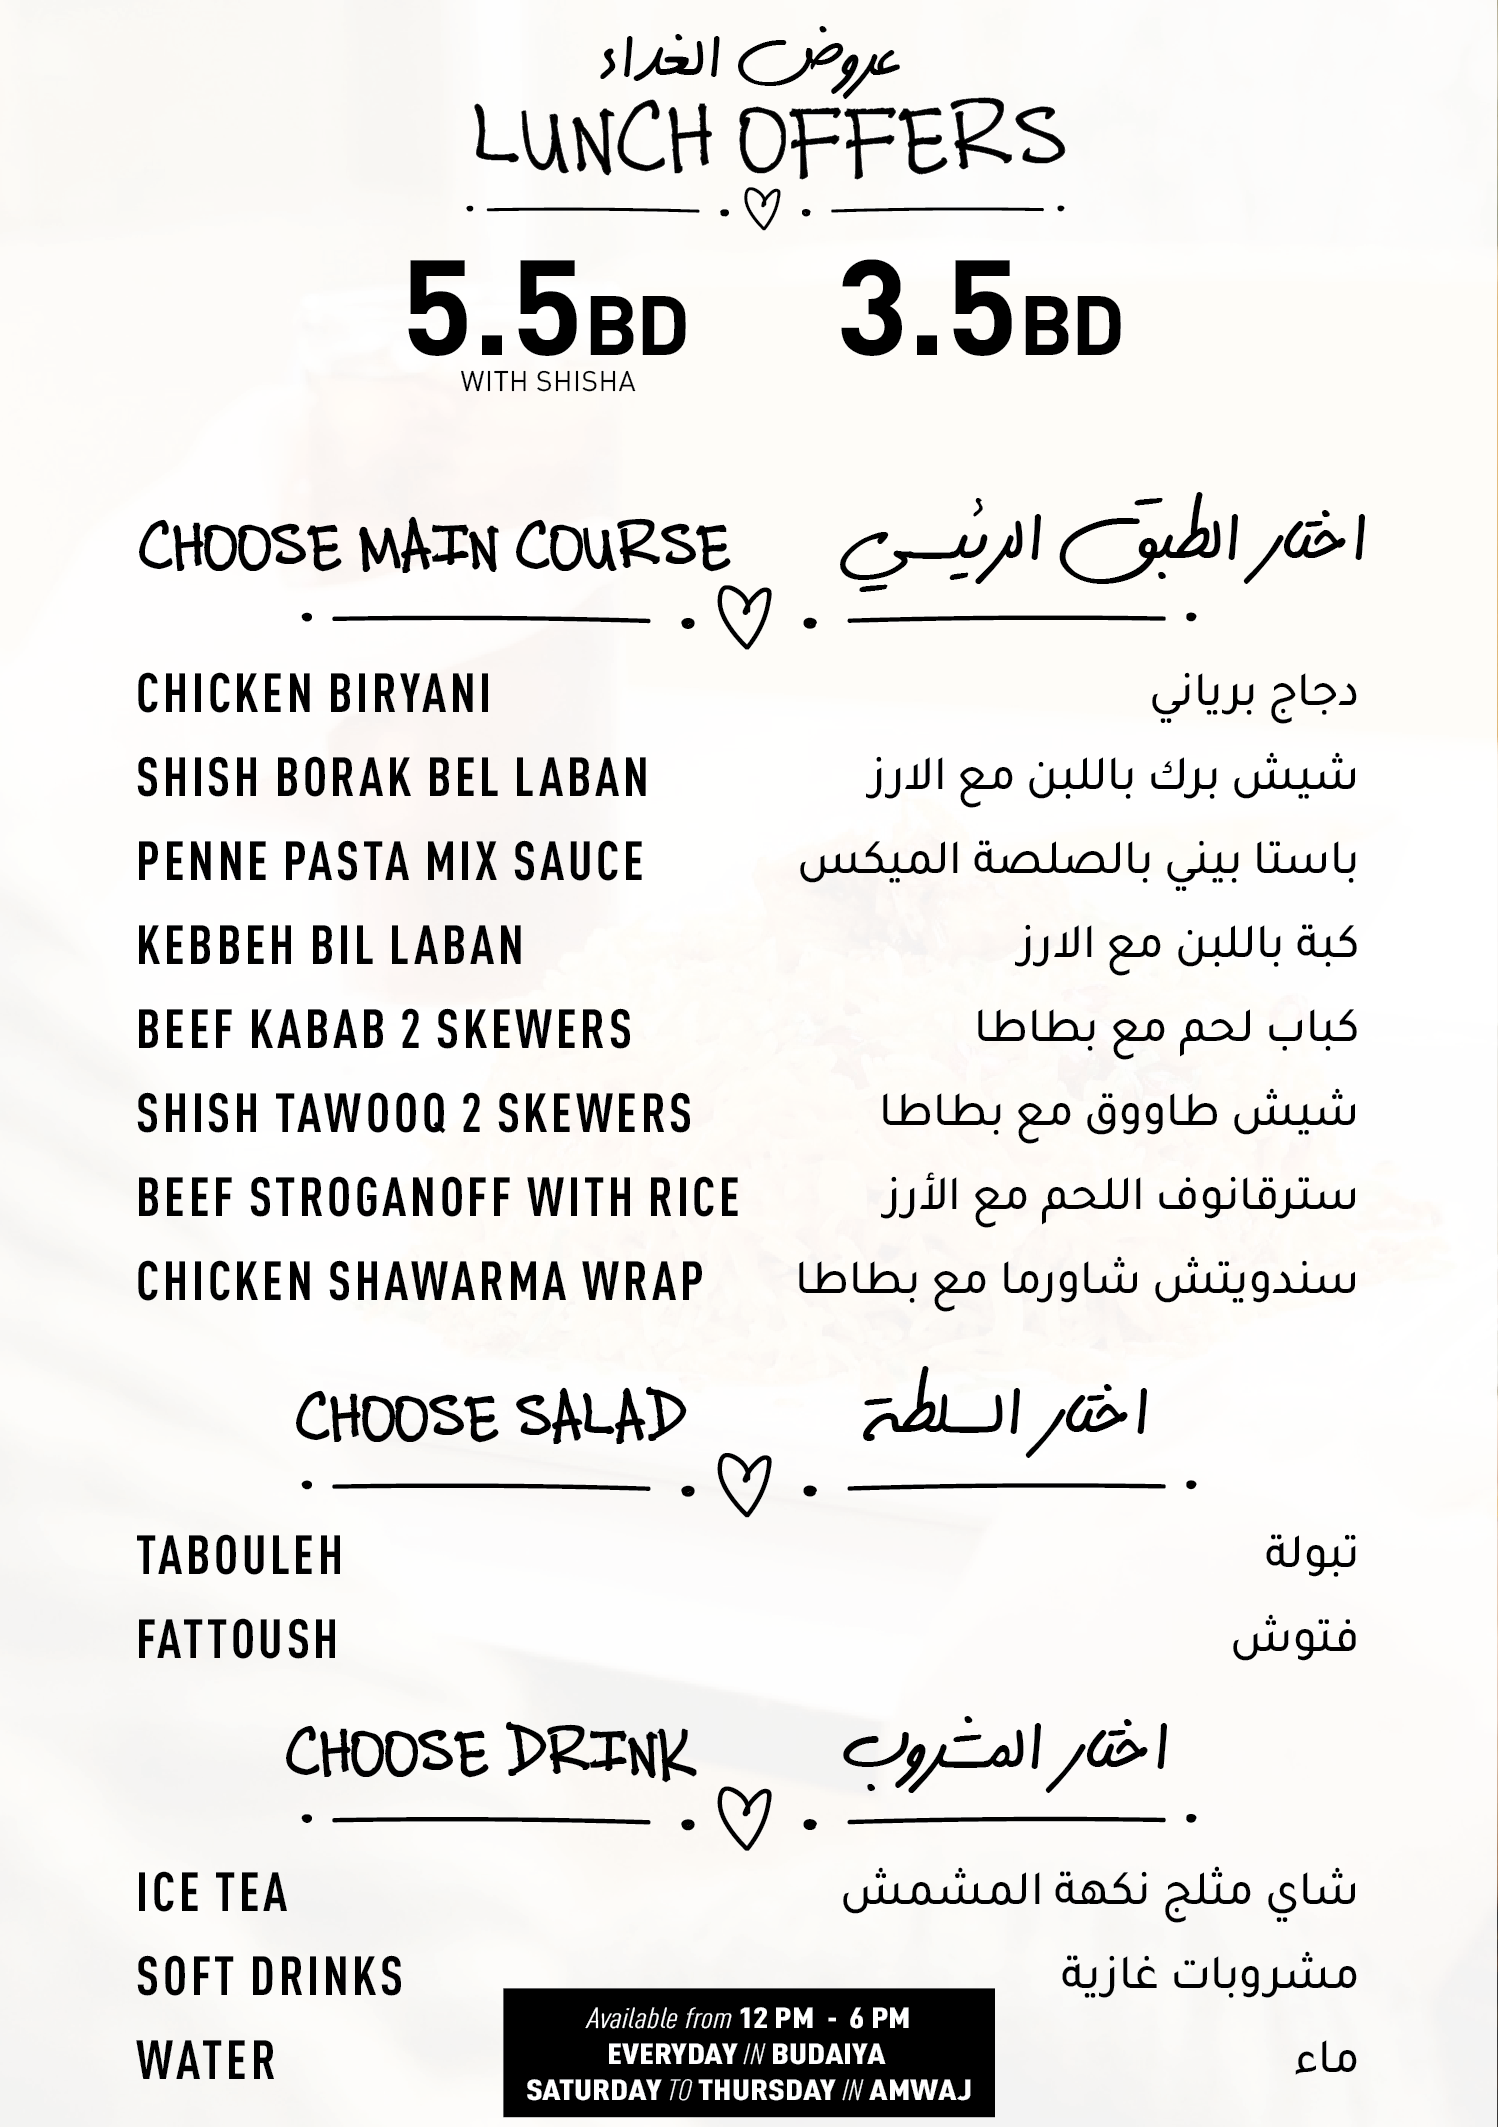 عروض الغداء
LUNCH OFFERS
5.5BD 3.5BD
WITH SHISHA
CHOOSE MAIN COURSE اختار الطبق الرئيسي
CHICKEN BIRYANI دجاج برياني
SHISH BORAK BEL LABAN شيش برك باللبن مع الارز
PENNE PASTA MIX SAUCE باستا بيني بالصلصة الميكس
KEBBEH BIL LABAN كبة باللبن مع الارز
BEEF KABAB 2 SKEWERS كباب لحم مع بطاطا
SHISH TAWOOQ 2 SKEWERS شيش طاووق مع بطاطا
BEEF STROGANOFF WITH RICE سترقانوف اللحم مع الأرز
CHICKEN SHAWARMA WRAP سندويتش شاورما مع بطاطا
CHOOSE SALAD اختار السلطة
TABOULEH تبولة
FATTOUSH فتوش
CHOOSE DRINK اختار المشروب
ICE TEA شاي مثلج نكهة المشمش
SOFT DRINKS مشروبات غازية
WATER ماء
Available from 12 PM - 6 PM
EVERYDAY IN BUDAIYA
SATURDAY TO THURSDAY IN AMWAJ